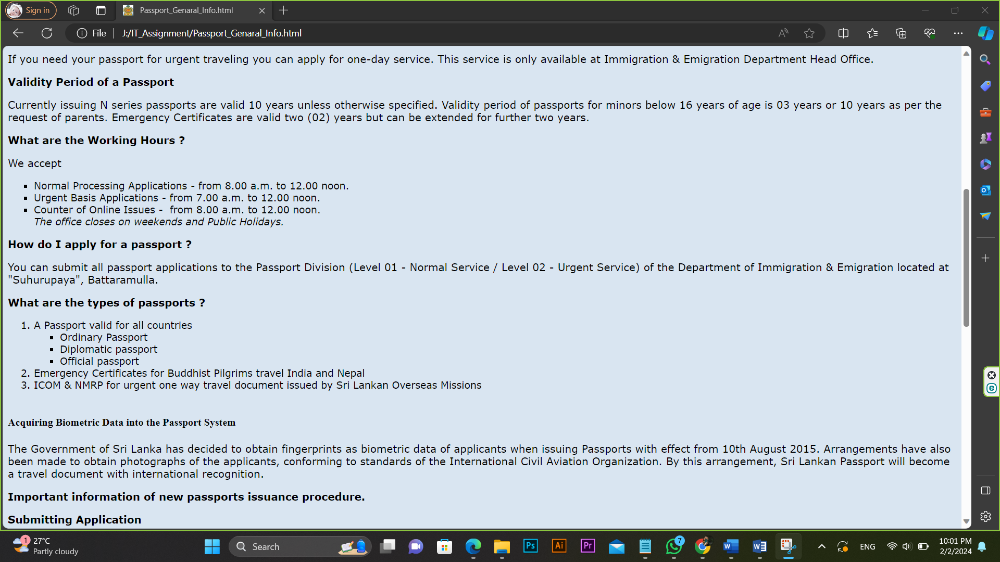 Sign in
Passport_Genaral_Info.html
File
J:/IT_Assignment/Passport_Genaral_Info.html
If you need your passport for urgent traveling you can apply for one-day service. This service is only available at Immigration & Emigration Department Head Office.
Validity Period of a Passport
Currently issuing N series passports are valid 10 years unless otherwise specified. Validity period of passports for minors below 16 years of age is 03 years or 10 years as per the
request of parents. Emergency Certificates are valid two (02) years but can be extended for further two years.
What are the Working Hours ?
We accept
Normal Processing Applications - from 8.00 a.m. to 12.00 noon.
Urgent Basis Applications - from 7.00 a.m. to 12.00 noon.
Counter of Online Issues -  from 8.00 a.m. to 12.00 noon.
The office closes on weekends and Public Holidays.
How do I apply for a passport ?
You can submit all passport applications to the Passport Division (Level 01 - Normal Service / Level 02 - Urgent Service) of the Department of Immigration & Emigration located at
"Suhurupaya", Battaramulla.
What are the types of passports ?
1. A Passport valid for all countries
Ordinary Passport
Diplomatic passport
Official passport
2. Emergency Certificates for Buddhist Pilgrims travel India and Nepal
3. ICOM & NMRP for urgent one way travel document issued by Sri Lankan Overseas Missions
Acquiring Biometric Data into the Passport System
The Government of Sri Lanka has decided to obtain fingerprints as biometric data of applicants when issuing Passports with effect from 10th August 2015. Arrangements have also
been made to obtain photographs of the applicants, conforming to standards of the International Civil Aviation Organization. By this arrangement, Sri Lankan Passport will become
a travel document with international recognition.
Important information of new passports issuance procedure.
Submitting Application
1
27°C
Partly cloudy
Search
Ps
Ai
Pr
7
W
W
ENG
10:01 PM
2/2/2024